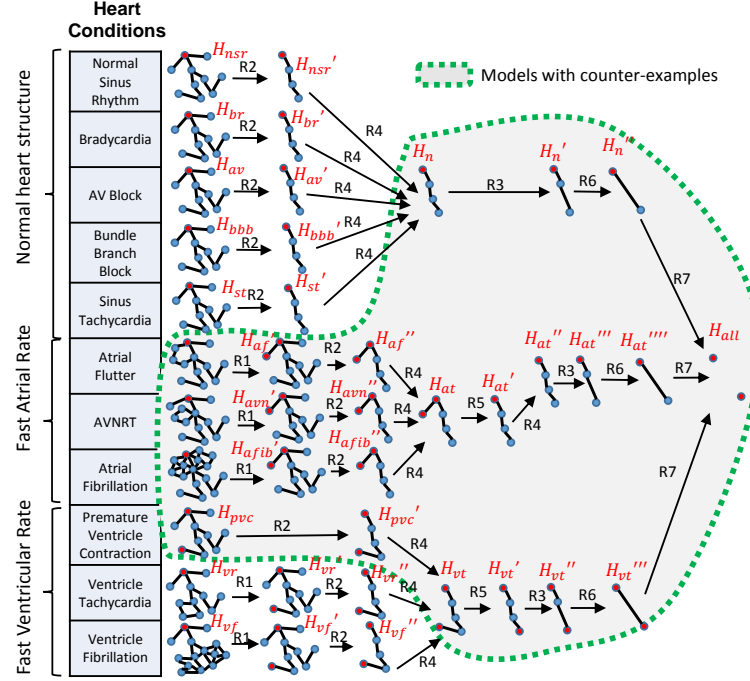 Heart
Conditions
Normal heart structure
Fast Atrial Rate
Fast Ventricular Rate
Models with counter-examples
Normal
Sinus
Rhythm
H_nsr
R2
H_nsr'
R4
Bradycardia
H_br
R2
H_br'
R4
AV Block
H_av
R2
H_av'
R4
Bundle
Branch
Block
H_bbb
R2
H_bbb'
R4
Sinus
Tachycardia
H_st
R2
H_st'
R4
H_n
R3
H_n'
R6
H_n''
R7
Atrial
Flutter
R1
H_af'
R2
H_af''
R4
AVNRT
R1
H_avn'
R2
H_avn''
R4
Atrial
Fibrillation
R1
H_afib'
R2
H_afib''
R4
H_at
R5
H_at'
R4
H_at''
R3
H_at'''
R6
H_at''''
R7
H_all
Premature
Ventricle
Contraction
H_pvc
R2
H_pvc'
R4
Ventricle
Tachycardia
H_vr
R1
H_vr'
R2
H_vr''
R4
Ventricle
Fibrillation
H_vf
R1
H_vf'
R2
H_vf''
R4
H_vt
R5
H_vt'
R3
H_vt''
R6
H_vt'''
R7